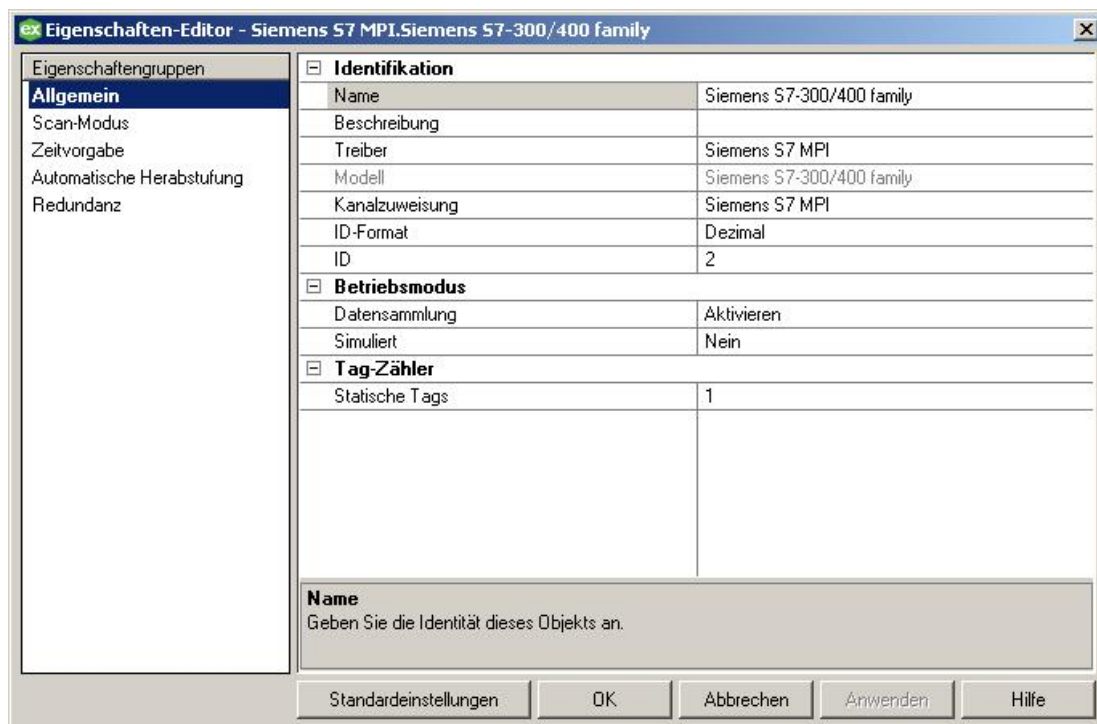 ex Eigenschaften-Editor - Siemens S7 MPI.Siemens S7-300/400 family
Eigenschaftengruppen
Allgemein
Scan-Modus
Zeitvorgabe
Automatische Herabstufung
Redundanz
Identifikation
Name Siemens S7-300/400 family
Beschreibung
Treiber Siemens S7 MPI
Modell Siemens S7-300/400 family
Kanalzuweisung Siemens S7 MPI
ID-Format Dezimal
ID 2
Betriebsmodus
Datensammlung Aktivieren
Simuliert Nein
Tag-Zähler
Statische Tags 1
Name
Geben Sie die Identität dieses Objekts an.
Standardeinstellungen OK Abbrechen Anwenden Hilfe